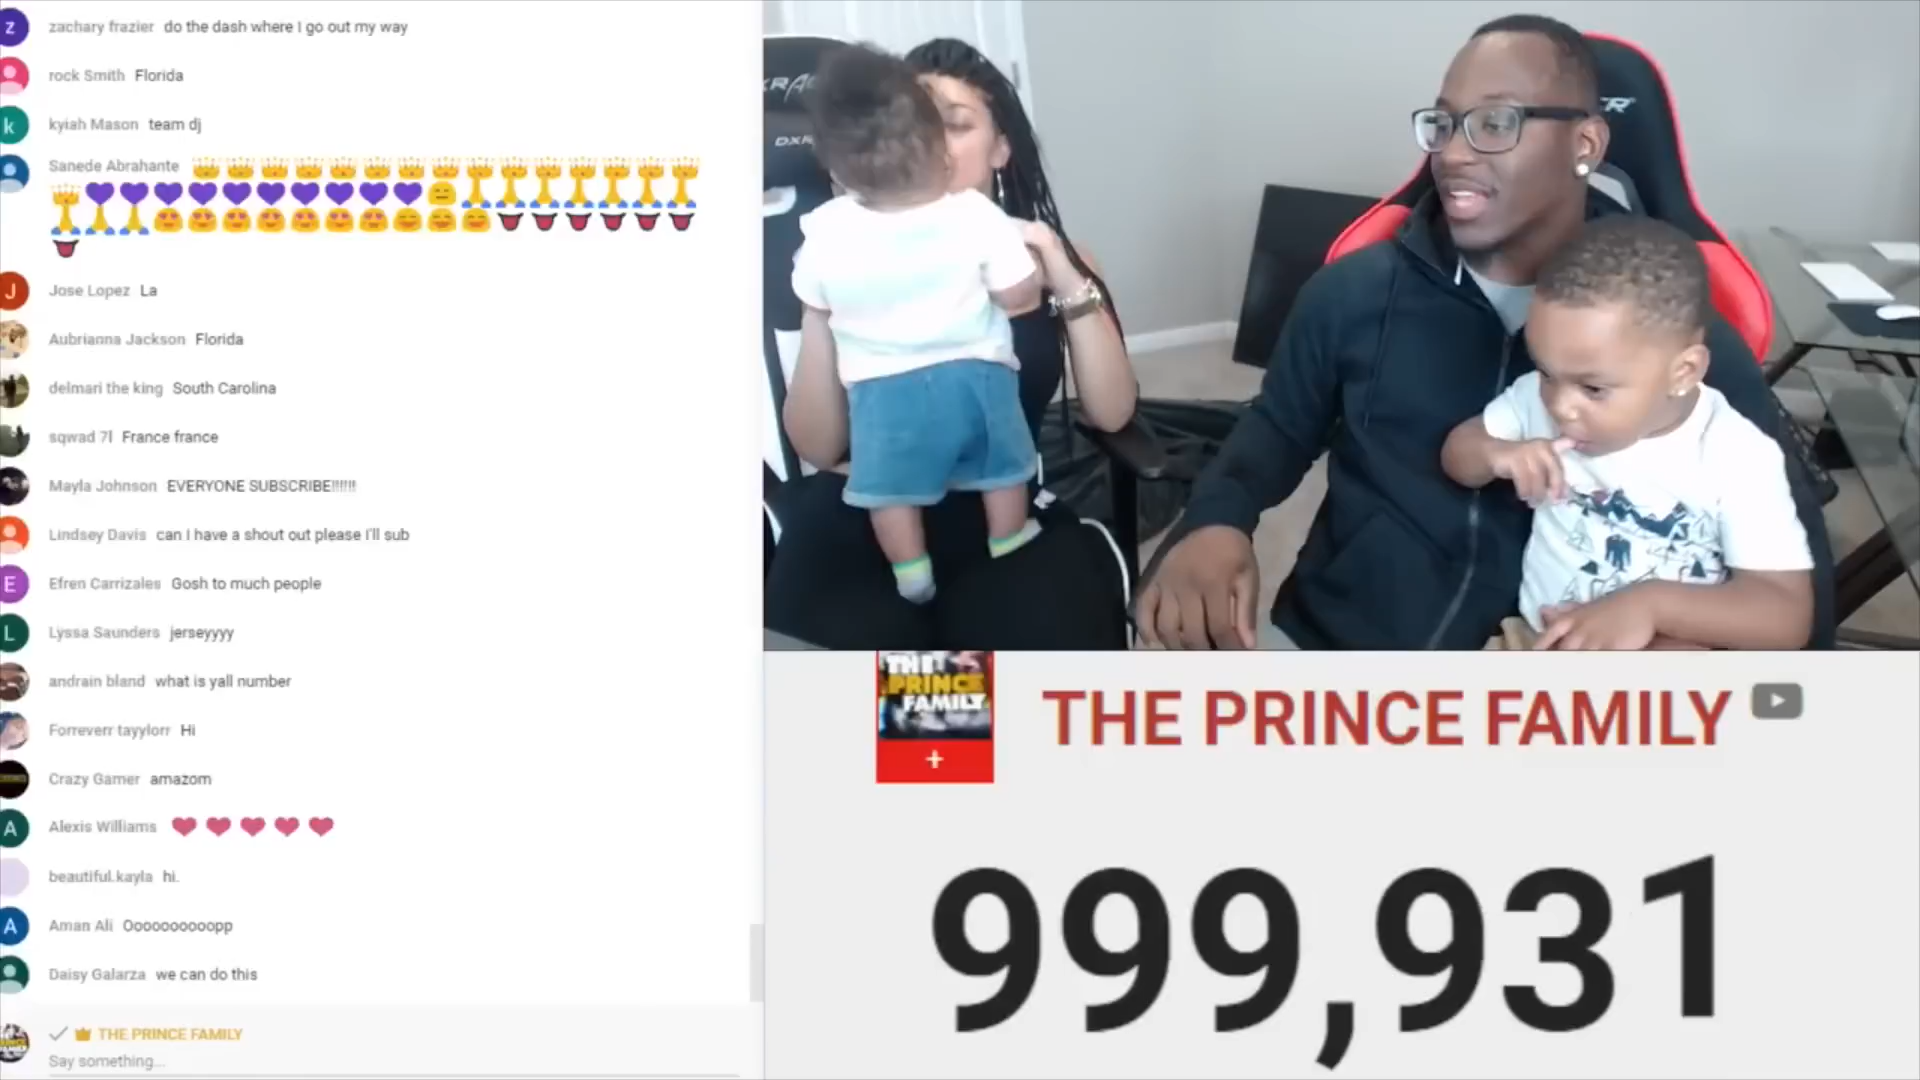 zachary frazier do the dash where I go out my way
rock Smith Florida
kyiah Mason team dj
Sanede Abrahante
Jose Lopez La
Aubrianna Jackson Florida
delmari the king South Carolina
sqwad 7l France france
Mayla Johnson EVERYONE SUBSCRIBE!!!!!!
Lindsey Davis can I have a shout out please I'll sub
Efren Carrizales Gosh to much people
Lyssa Saunders jerseyyyy
andrain bland what is yall number
Forreverr tayylorr Hi
Crazy Gamer amazom
Alexis Williams
beautiful.kayla hi.
Aman Ali Oooooooooopp
Daisy Galarza we can do this
THE PRINCE FAMILY
Say something...
THE
PRINCE
FAMILY
+
THE PRINCE FAMILY
999,931